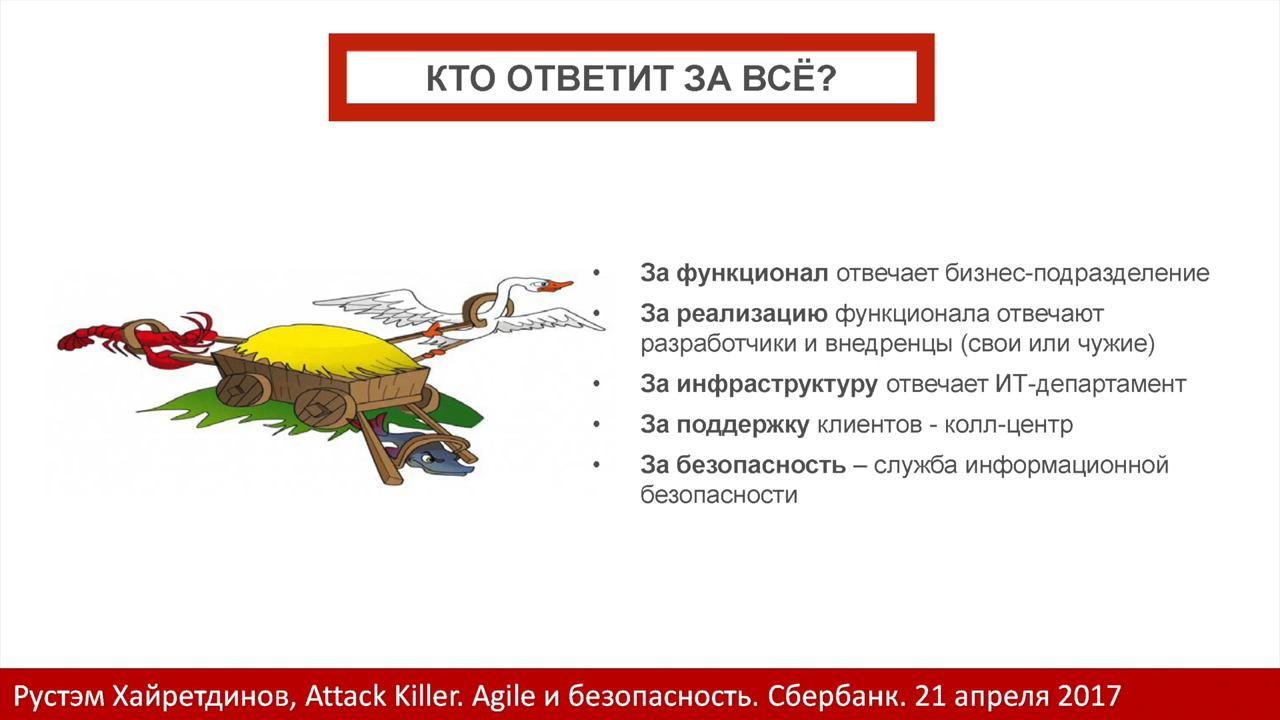 КТО ОТВЕТИТ ЗА ВСЁ?
• За функционал отвечает бизнес-подразделение
• За реализацию функционала отвечают
разработчики и внедренцы (свои или чужие)
• За инфраструктуру отвечает ИТ-департамент
• За поддержку клиентов - колл-центр
• За безопасность – служба информационной
безопасности
Рустэм Хайретдинов, Attack Killer. Agile и безопасность. Сбербанк. 21 апреля 2017